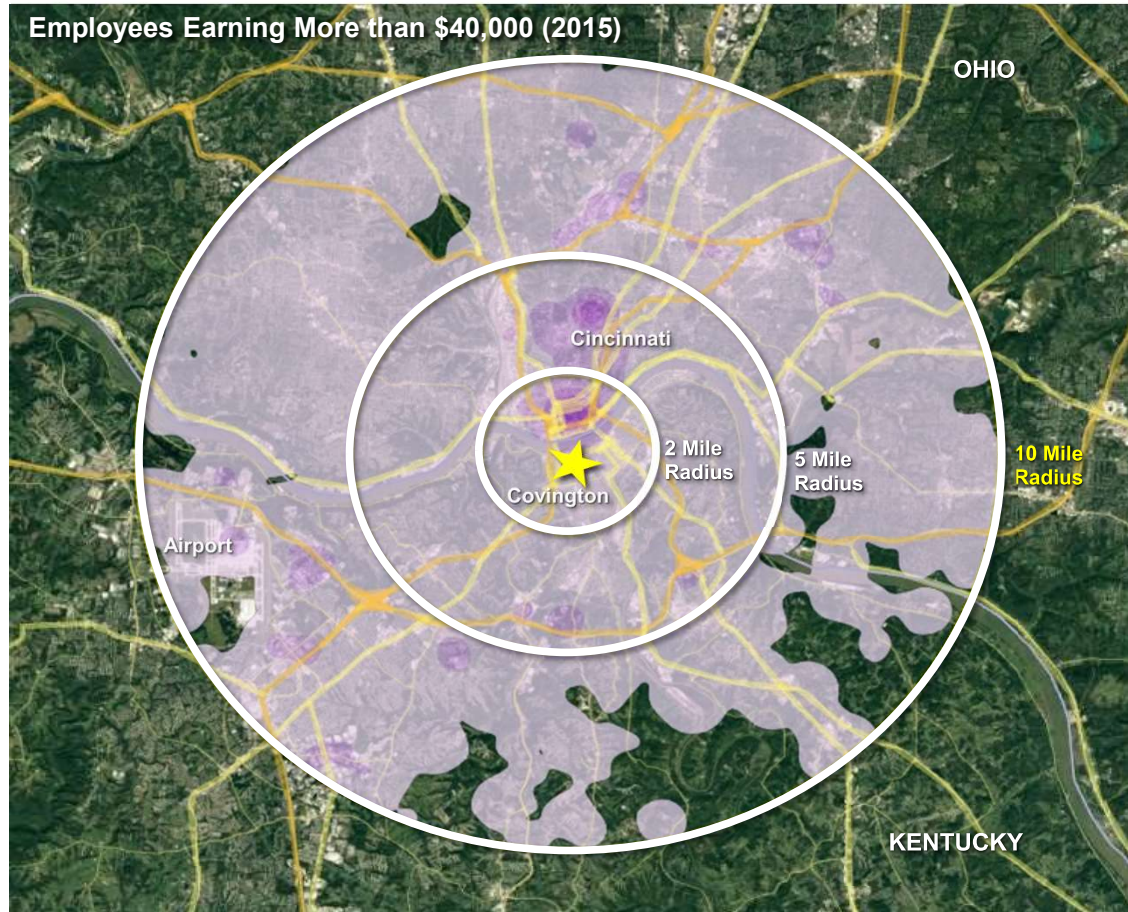 Employees Earning More than $40,000 (2015)
OHIO
Cincinnati
2 Mile
Radius
5 Mile
Radius
10 Mile
Radius
Covington
Airport
KENTUCKY